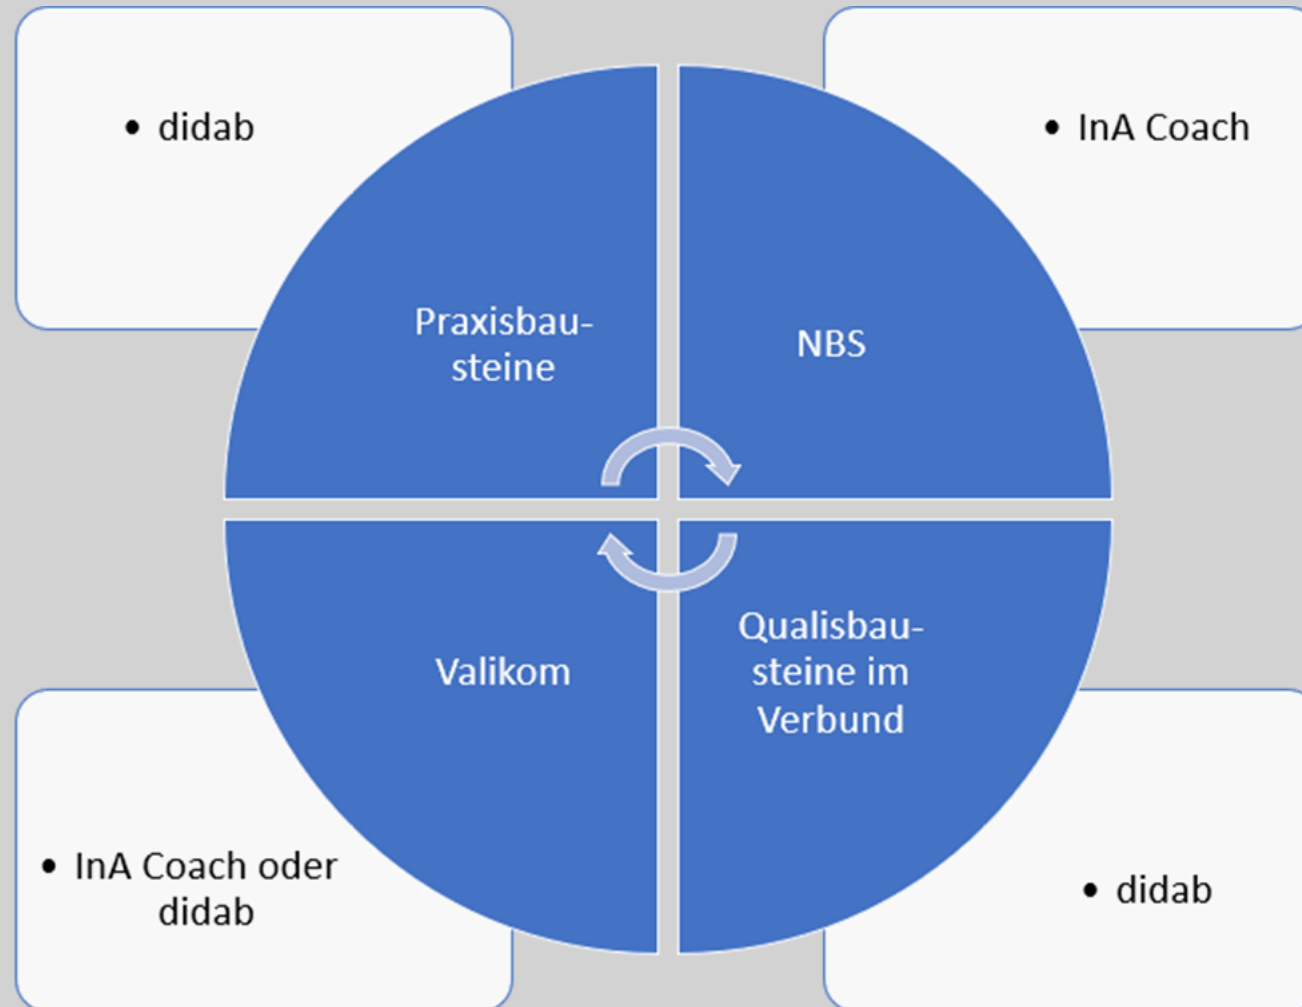 • didab
• InA Coach
Praxisbau-
steine
NBS
Valikom
Qualisbau-
steine im
Verbund
• InA Coach oder
didab
• didab